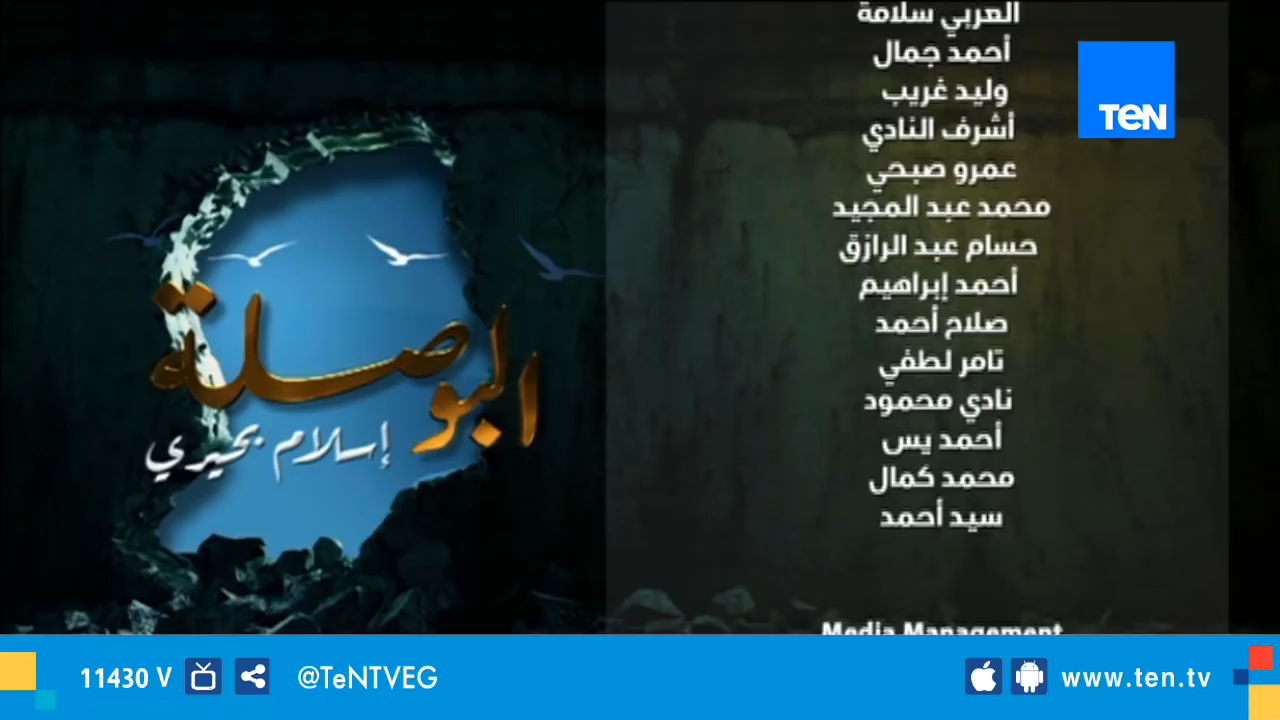 العربي سلامة
أحمد جمال
وليد غريب
أشرف النادي
عمرو صبحي
محمد عبد المجيد
حسام عبد الرازق
أحمد إبراهيم
صلاح أحمد
تامر لطفي
نادي محمود
أحمد يس
محمد كمال
سيد أحمد
Media Management
TeN
البوصلة
إسلام بحيري
11430 V
@TeNTVEG
www.ten.tv